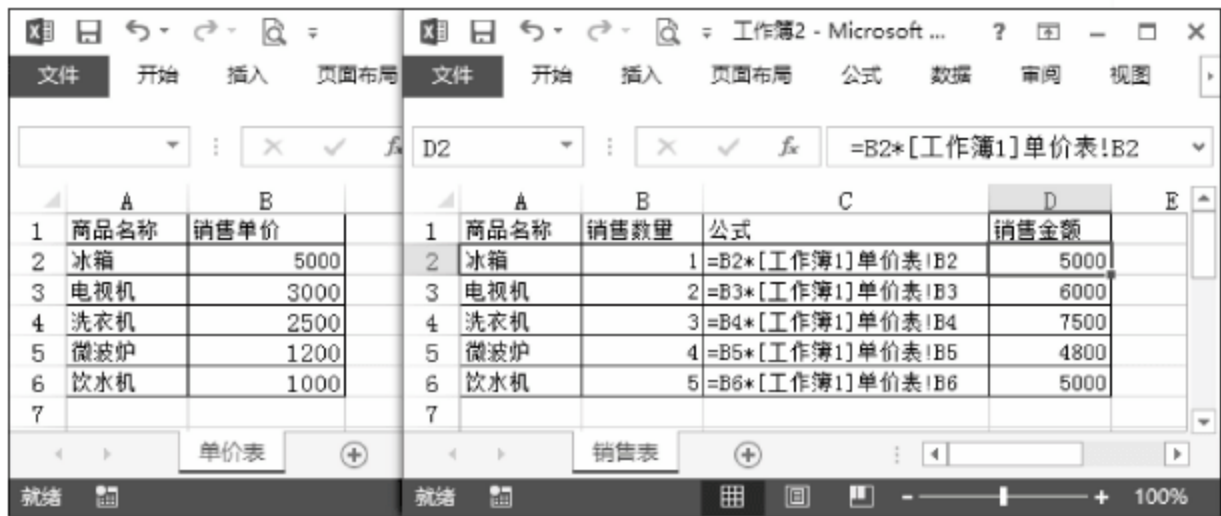 工作簿2 - Microsoft ... ?
文件 开始 插入 页面布局
文件 开始 插入 页面布局 公式 数据 审阅 视图
fx
D2 fx =B2*[工作簿1]单价表!B2
A B
1 商品名称 销售单价
2 冰箱 5000
3 电视机 3000
4 洗衣机 2500
5 微波炉 1200
6 饮水机 1000
7
单价表
就绪
A B C D E
1 商品名称 销售数量 公式 销售金额
2 冰箱 1 =B2*[工作簿1]单价表!B2 5000
3 电视机 2 =B3*[工作簿1]单价表!B3 6000
4 洗衣机 3 =B4*[工作簿1]单价表!B4 7500
5 微波炉 4 =B5*[工作簿1]单价表!B5 4800
6 饮水机 5 =B6*[工作簿1]单价表!B6 5000
7
销售表
就绪 100%